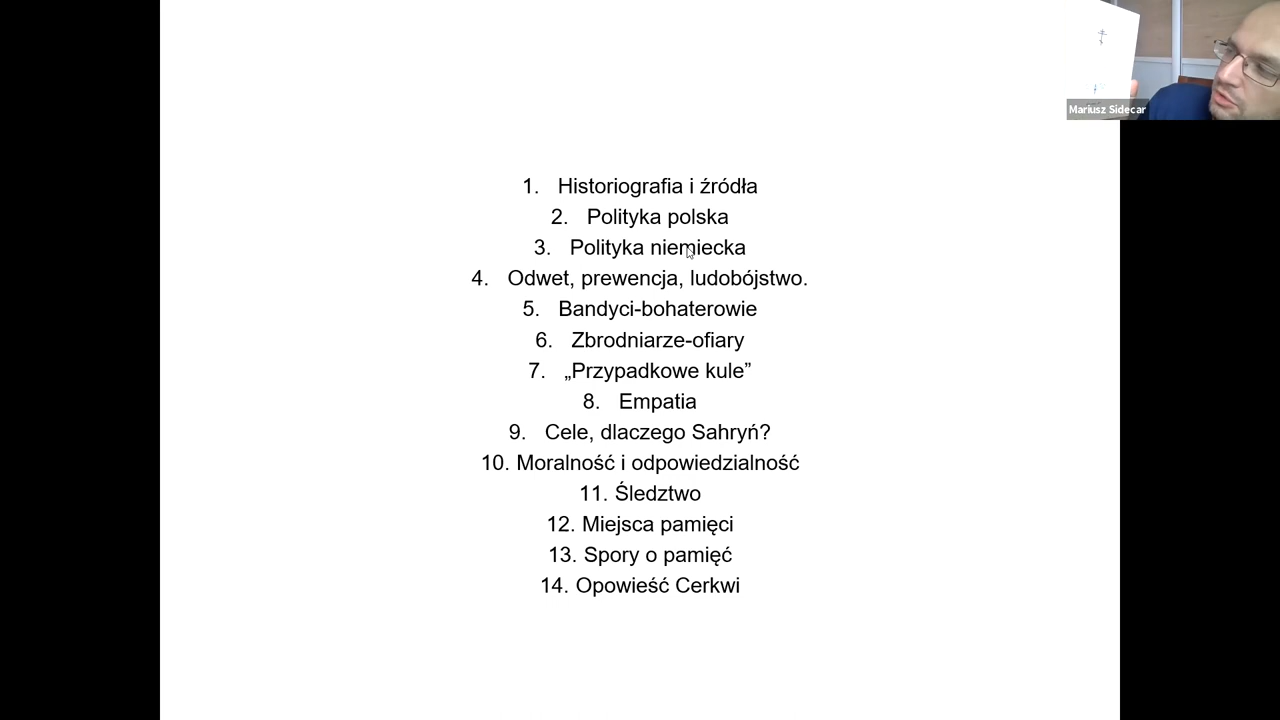 Mariusz Sidecar
1. Historiografia i źródła
2. Polityka polska
3. Polityka niemiecka
4. Odwet, prewencja, ludobójstwo.
5. Bandyci-bohaterowie
6. Zbrodniarze-ofiary
7. „Przypadkowe kule”
8. Empatia
9. Cele, dlaczego Sahryń?
10. Moralność i odpowiedzialność
11. Śledztwo
12. Miejsca pamięci
13. Spory o pamięć
14. Opowieść Cerkwi